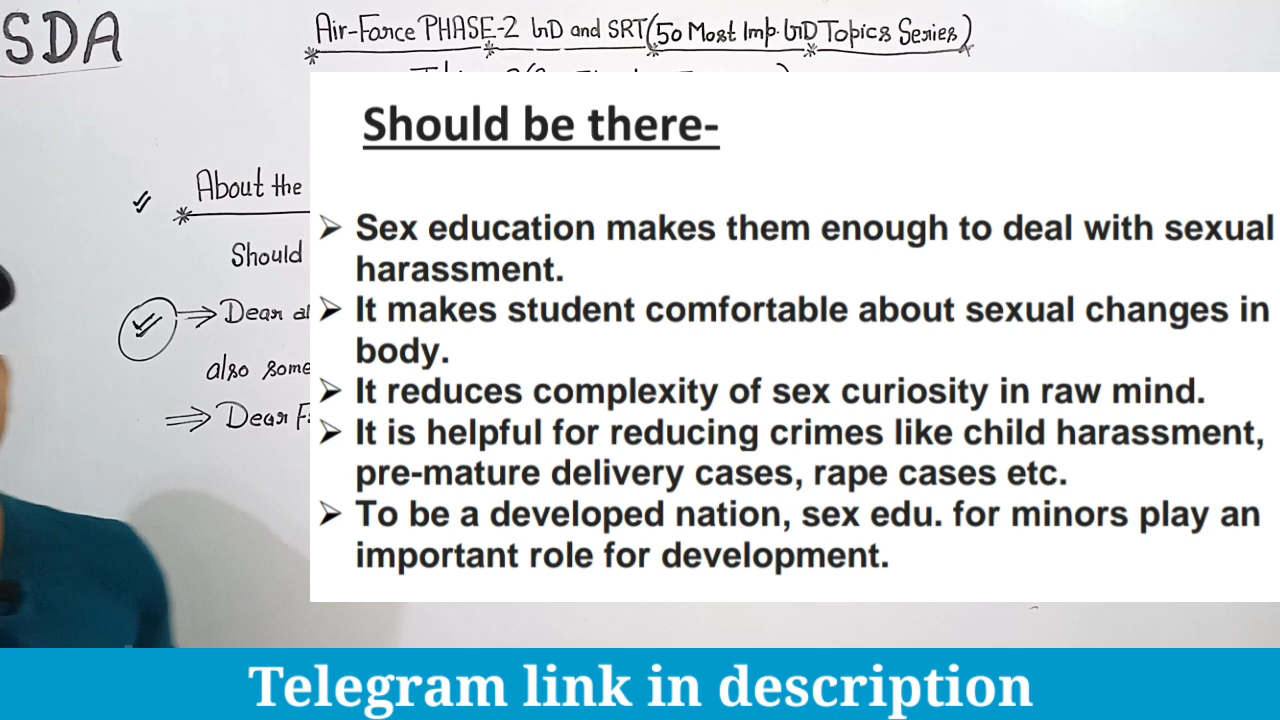 SDA
Air-Force PHASE-2 GD and SRT (50 Most Imp. GD Topics Series)
Should be there-
About the
Should
Dear
also some
Dear
➢ Sex education makes them enough to deal with sexual
harassment.
➢ It makes student comfortable about sexual changes in
body.
➢ It reduces complexity of sex curiosity in raw mind.
➢ It is helpful for reducing crimes like child harassment,
pre-mature delivery cases, rape cases etc.
➢ To be a developed nation, sex edu. for minors play an
important role for development.
Telegram link in description